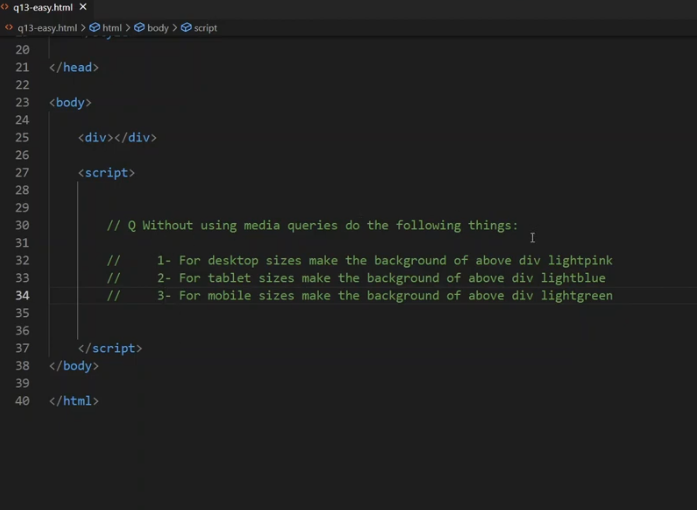 q13-easy.html
q13-easy.html > html > body > script
20
21 </head>
22
23 <body>
24
25 <div></div>
26
27 <script>
28
29
30 // Q Without using media queries do the following things:
31
32 // 1- For desktop sizes make the background of above div lightpink
33 // 2- For tablet sizes make the background of above div lightblue
34 // 3- For mobile sizes make the background of above div lightgreen
35
36
37 </script>
38 </body>
39
40 </html>